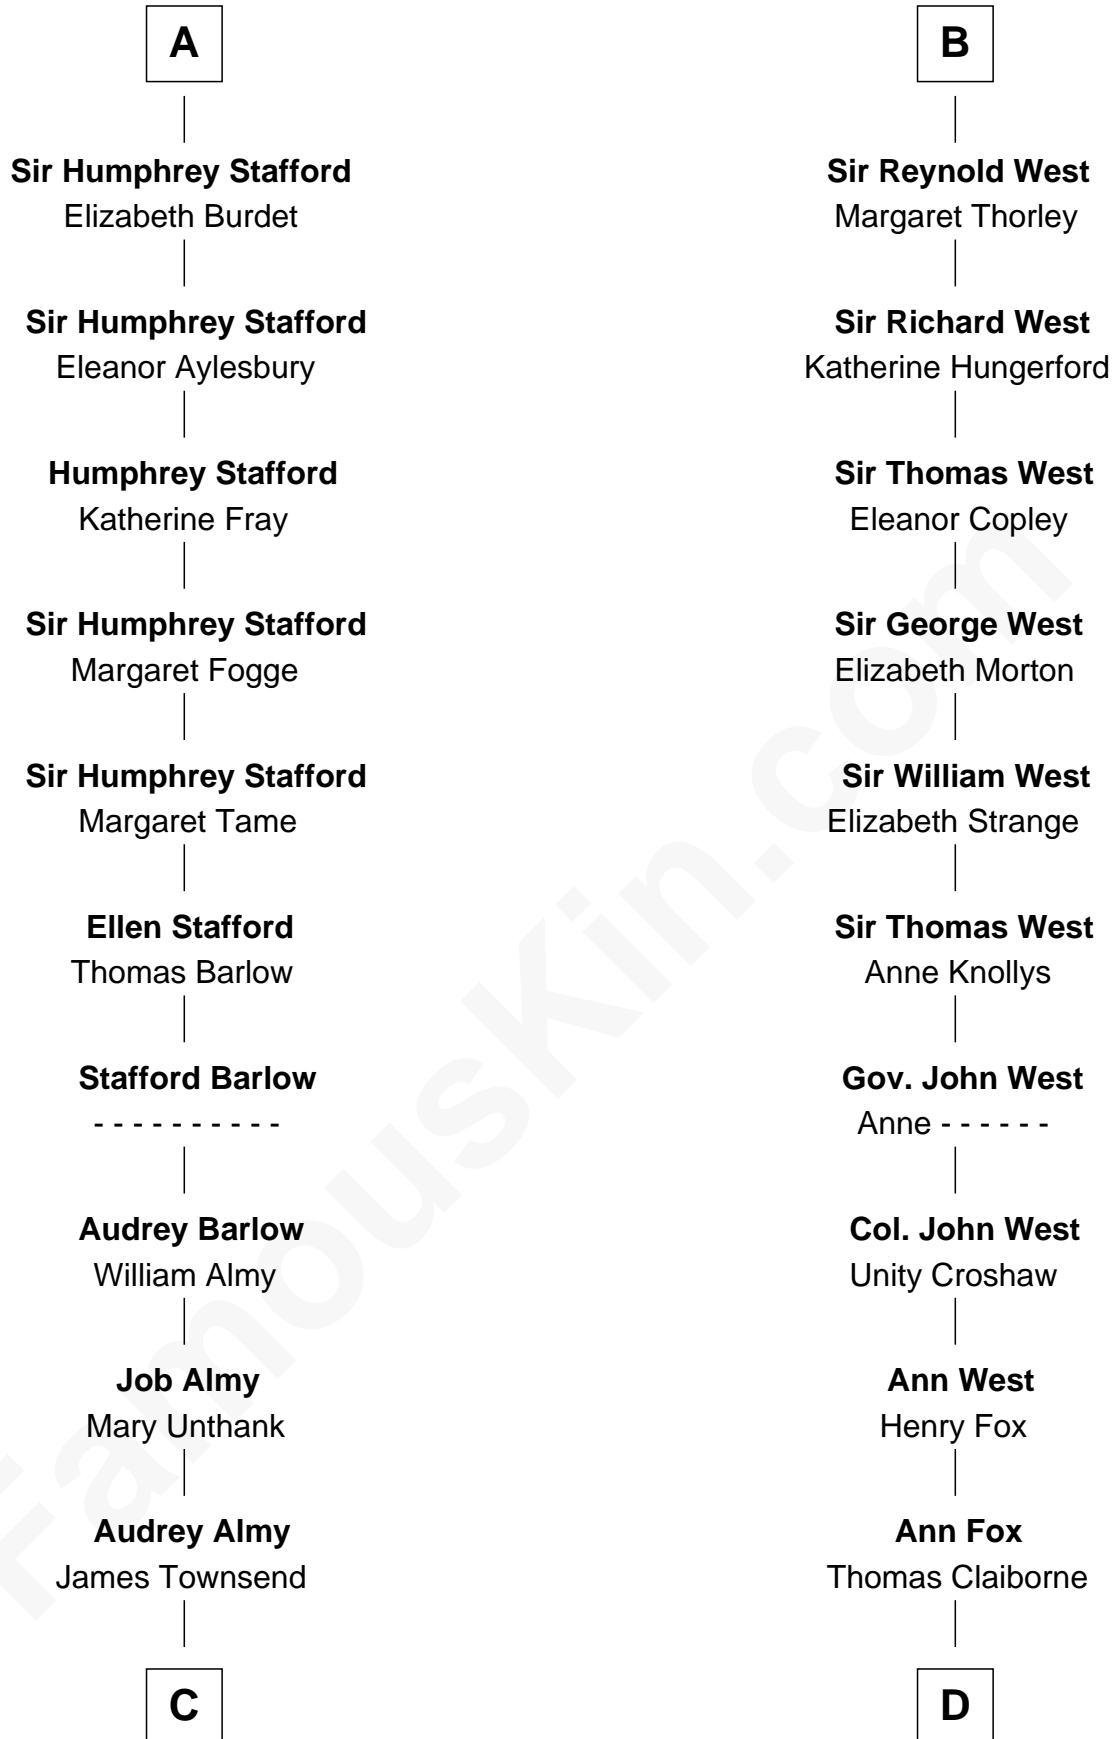 A
Sir Humphrey Stafford
Elizabeth Burdet
Sir Humphrey Stafford
Eleanor Aylesbury
Humphrey Stafford
Katherine Fray
Sir Humphrey Stafford
Margaret Fogge
Sir Humphrey Stafford
Margaret Tame
Ellen Stafford
Thomas Barlow
Stafford Barlow
- - - - - - - - - -
Audrey Barlow
William Almy
Job Almy
Mary Unthank
Audrey Almy
James Townsend
C
B
Sir Reynold West
Margaret Thorley
Sir Richard West
Katherine Hungerford
Sir Thomas West
Eleanor Copley
Sir George West
Elizabeth Morton
Sir William West
Elizabeth Strange
Sir Thomas West
Anne Knollys
Gov. John West
Anne - - - - - -
Col. John West
Unity Croshaw
Ann West
Henry Fox
Ann Fox
Thomas Claiborne
D
FamousKin.com